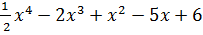 ½x⁴ − 2x³ + x² − 5x + 6